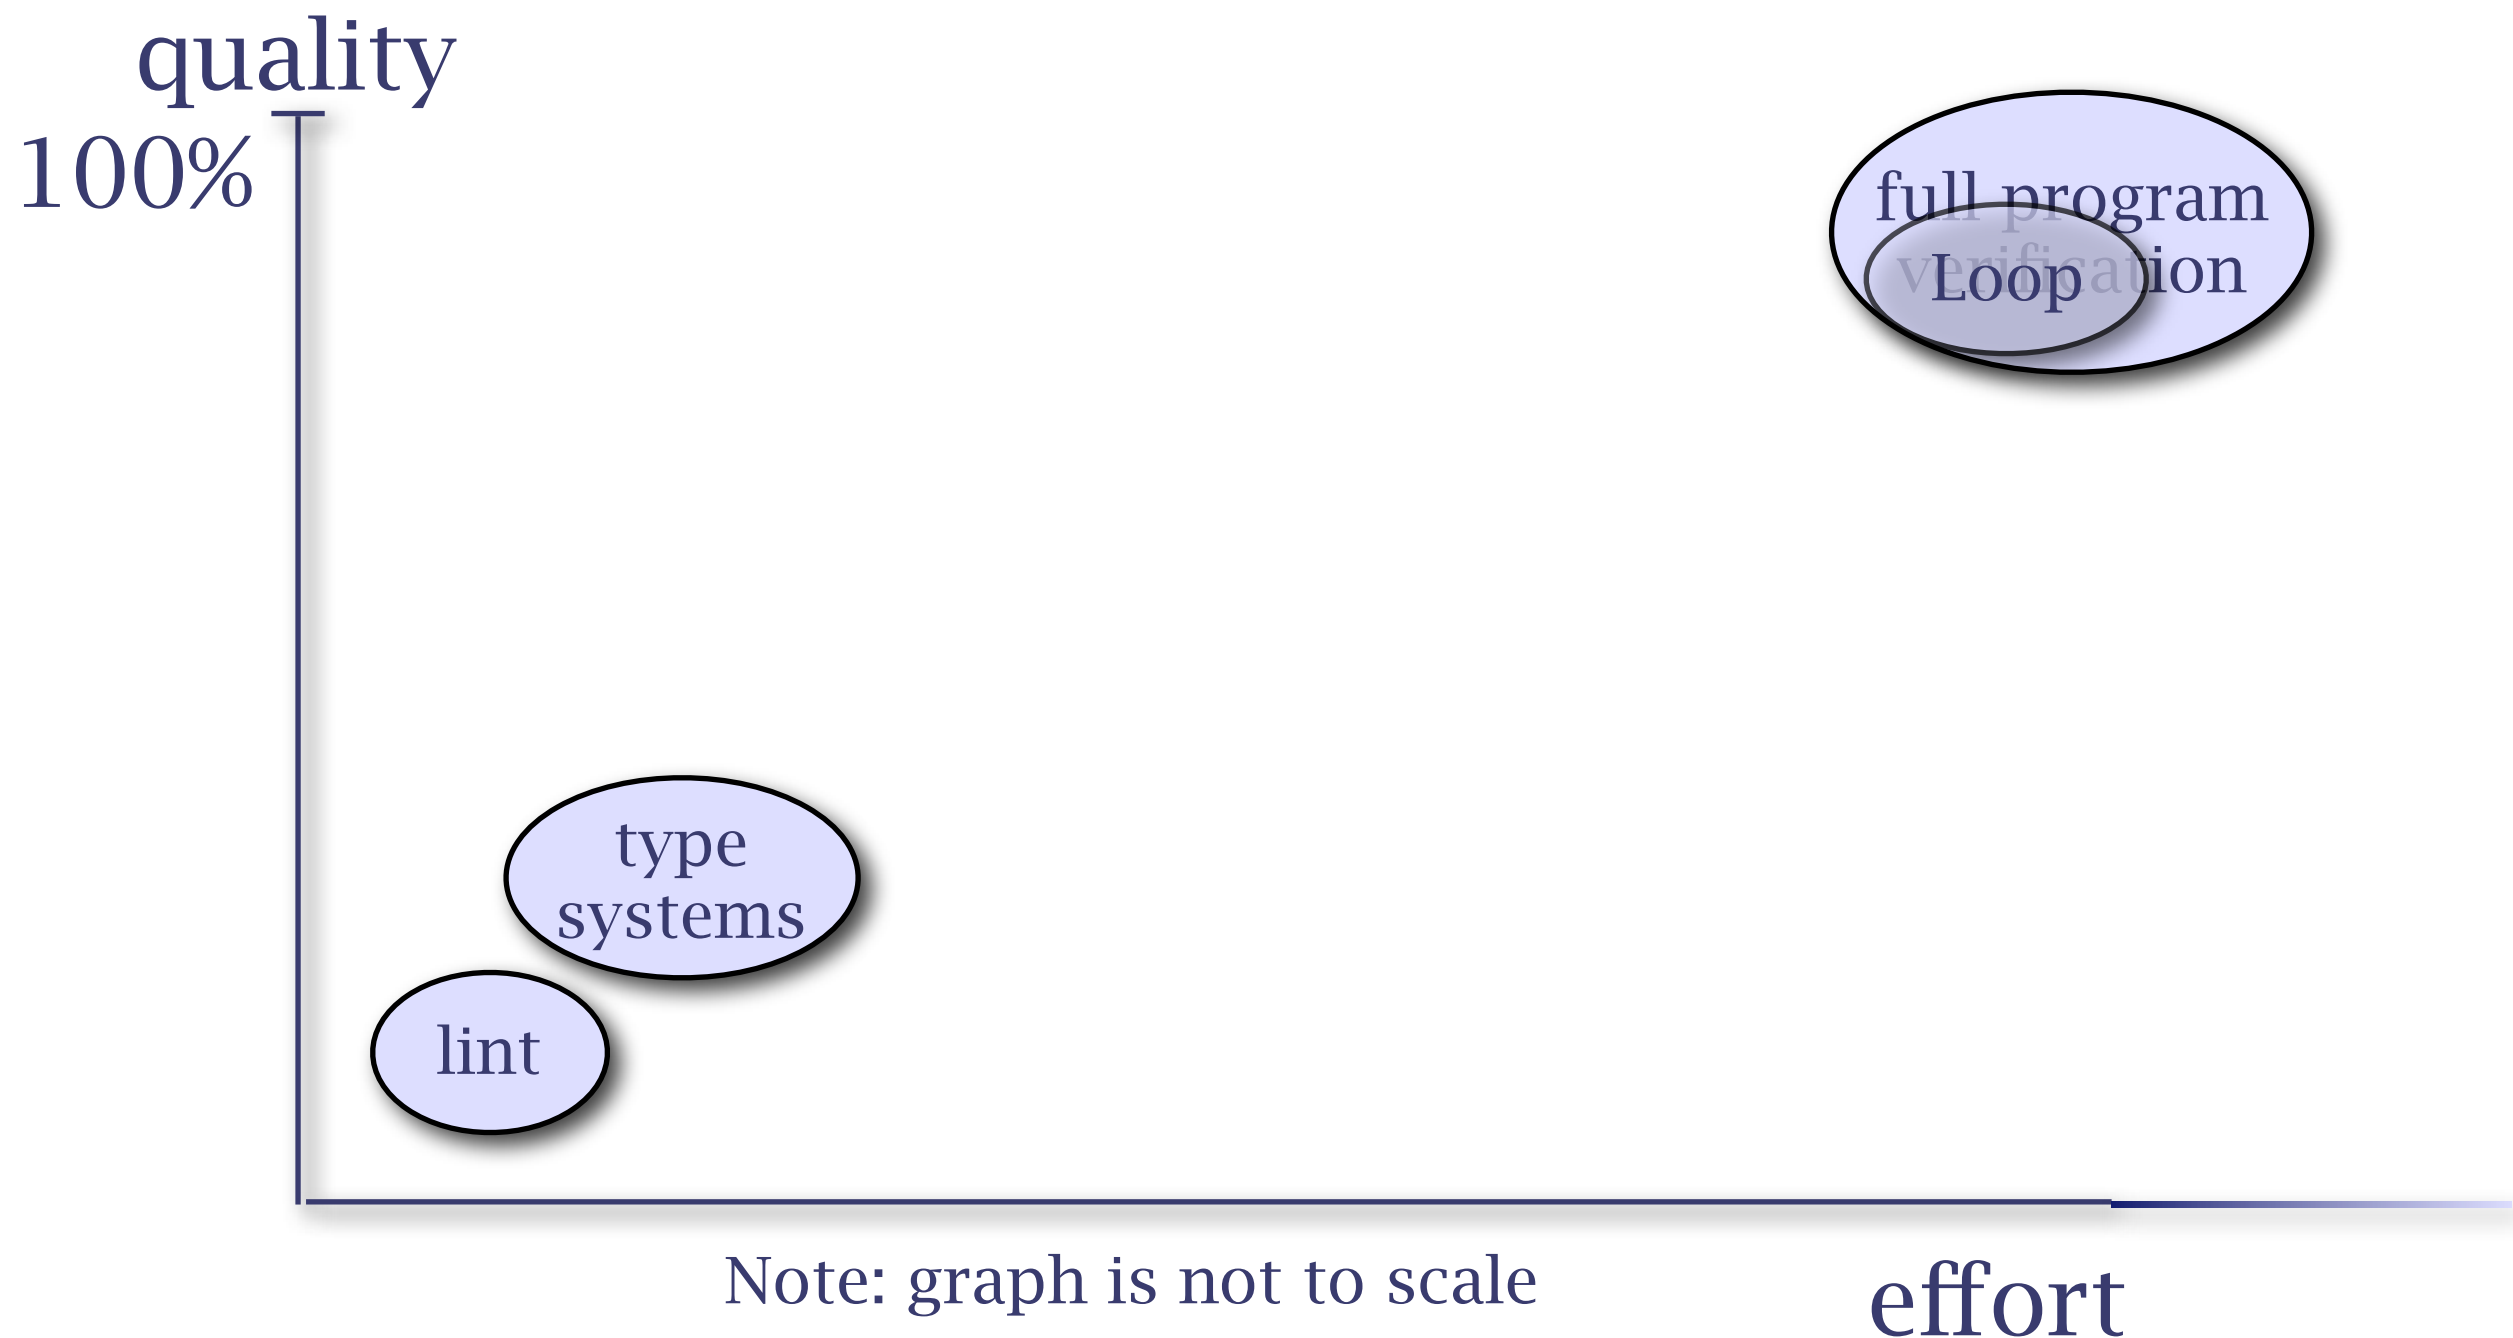 quality
100%
full program
verification
Loop
type
systems
lint
Note: graph is not to scale
effort